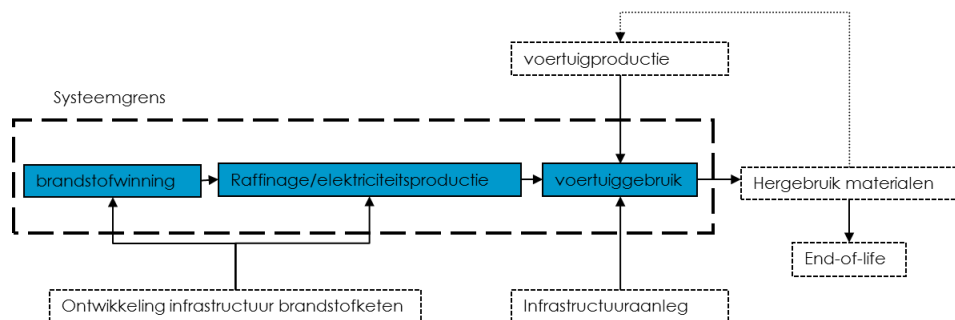 voertuigproductie
Systeemgrens
brandstofwinning
Raffinage/elektriciteitsproductie
voertuiggebruik
Hergebruik materialen
End-of-life
Ontwikkeling infrastructuur brandstofketen
Infrastructuuraanleg